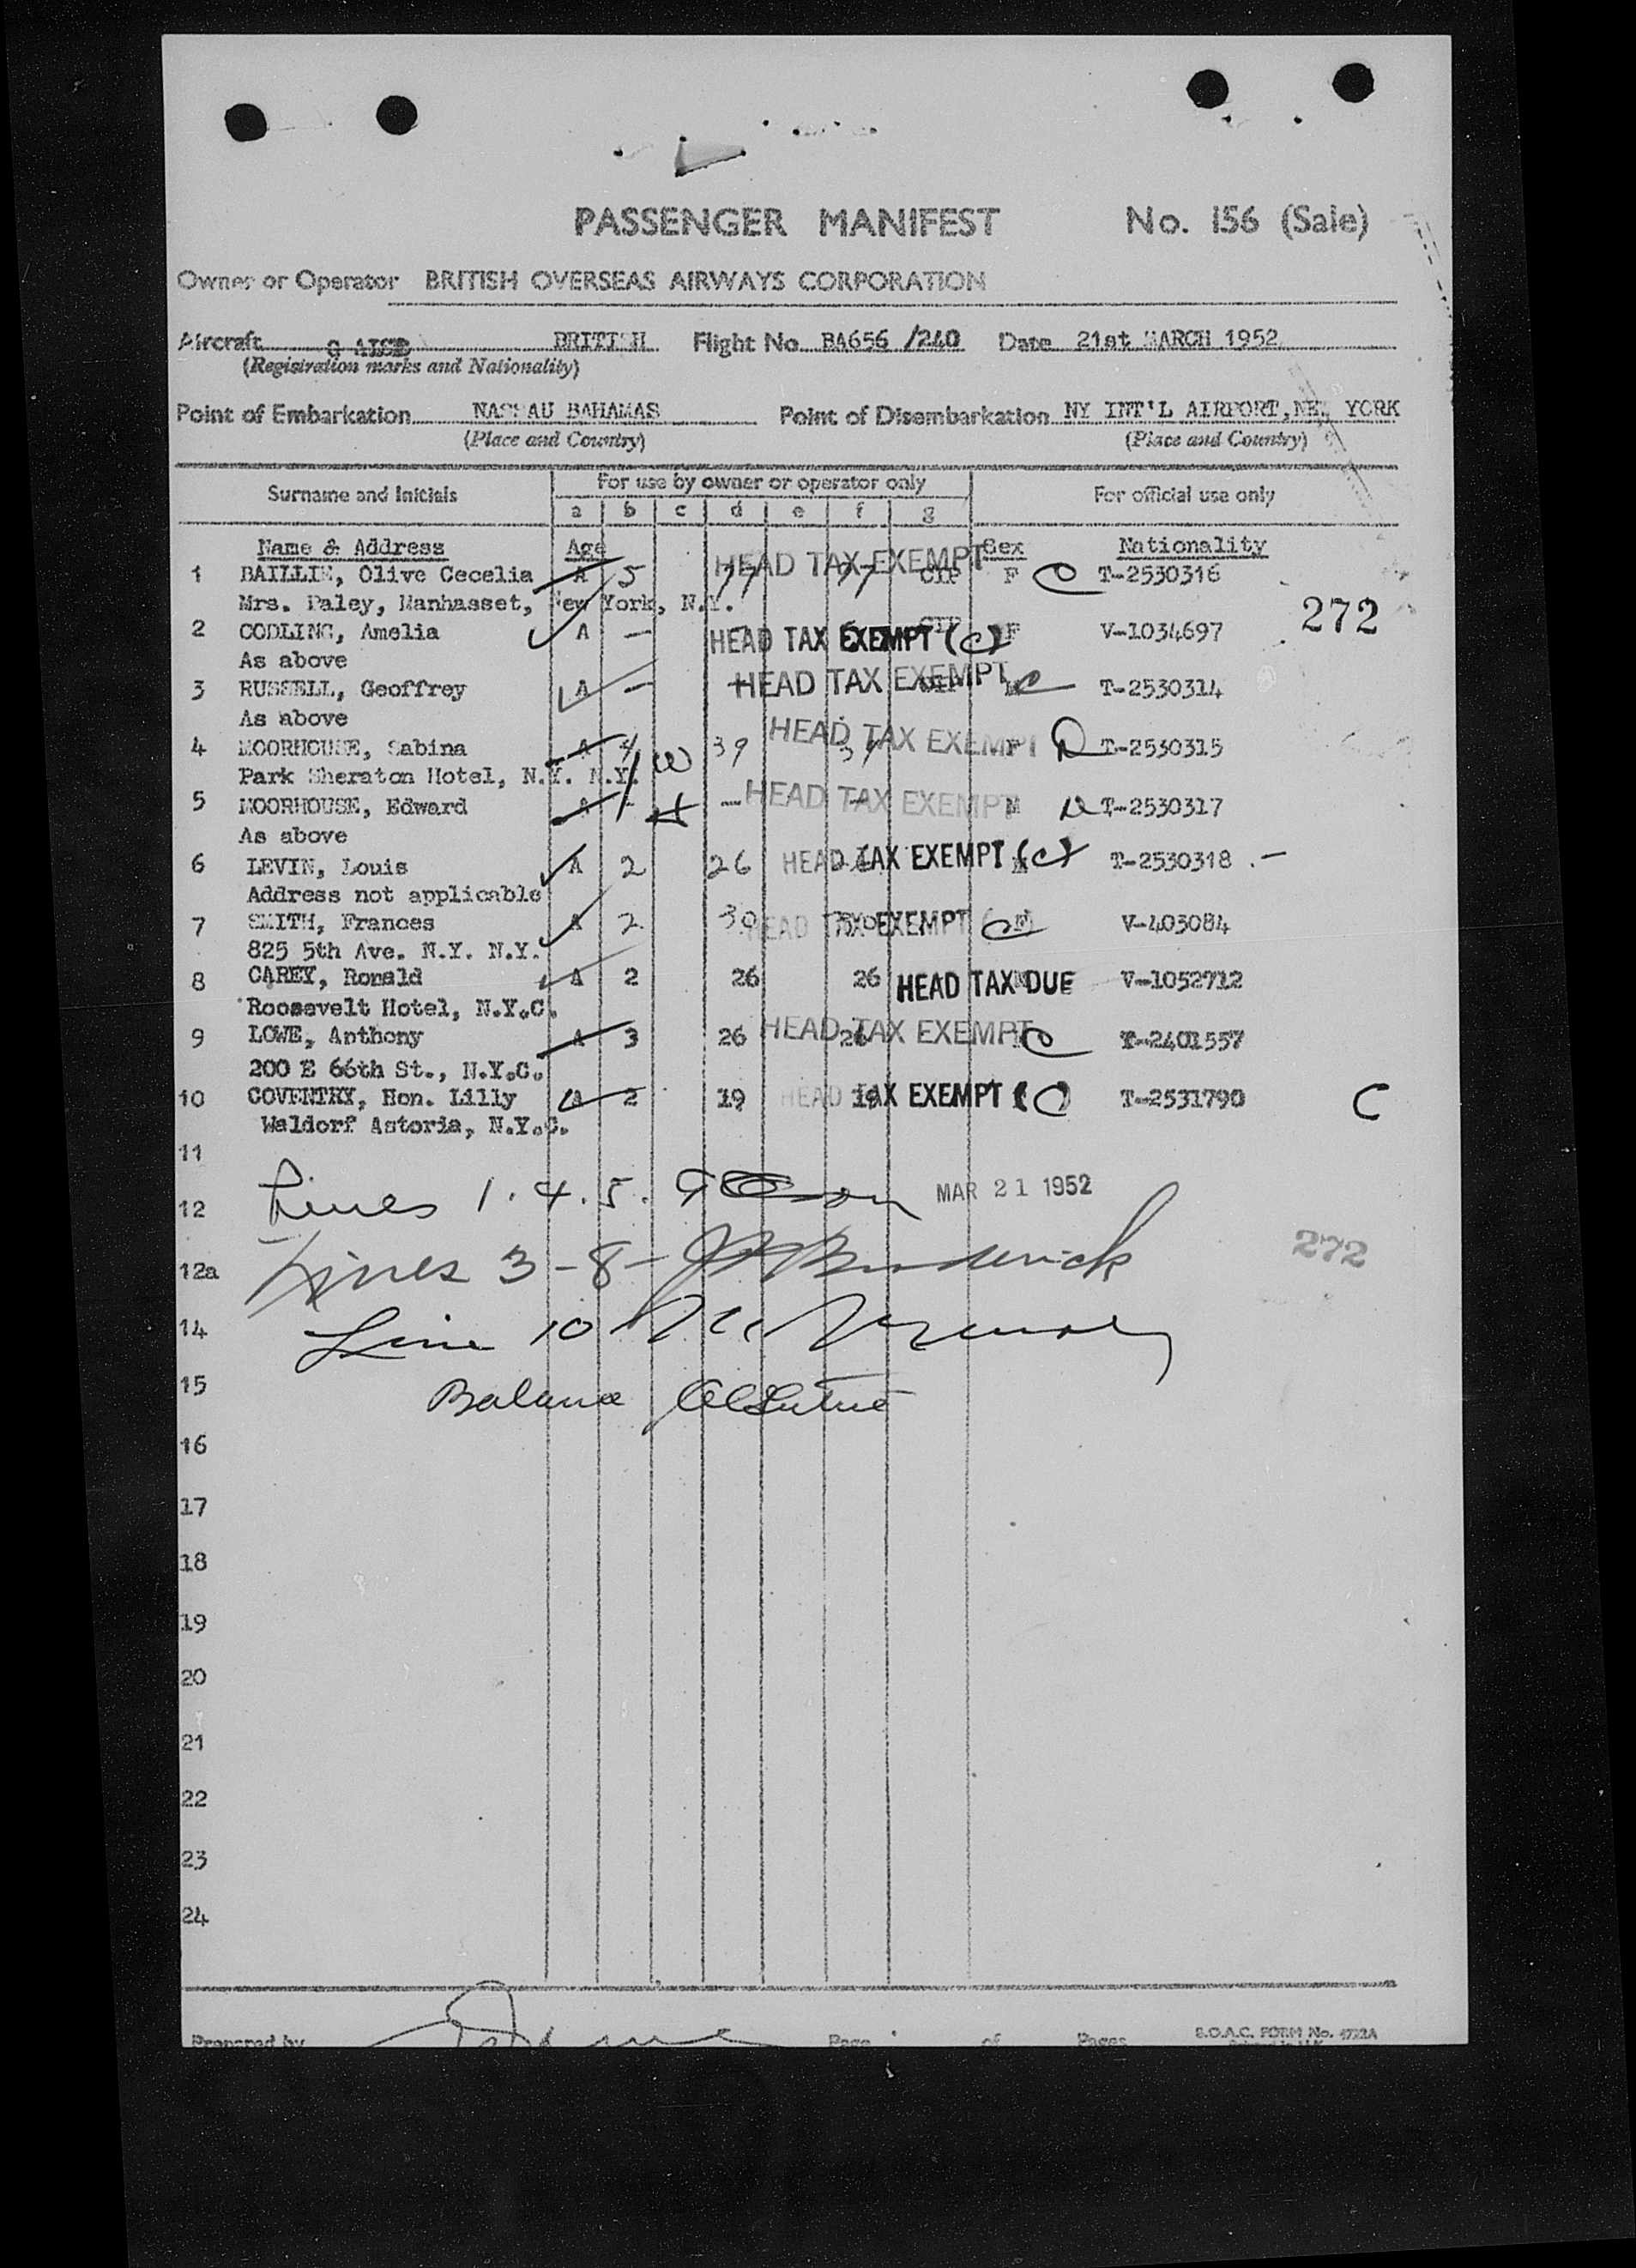 PASSENGER MANIFEST No. 156 (Sale)
Owner or Operator BRITISH OVERSEAS AIRWAYS CORPORATION
Aircraft BRITISH Flight No BA656 /240 Date 21st MARCH 1952
(Registration marks and Nationality)
Point of Embarkation NASSAU BAHAMAS Point of Disembarkation NY INT'L AIRPORT, NEW YORK
(Place and Country) (Place and Country)
Surname and Initials For use by owner or operator only For official use only
a b c d e f g
Name & Address Age Sex Nationality
1 BAILLIE, Olive Cecelia A 5 77 77 HEAD TAX EXEMPT F C T-2530316
Mrs. Paley, Manhasset, New York, N.Y.
272
2 CODLING, Amelia A — HEAD TAX EXEMPT (C) F V-1034697
As above
3 RUSSELL, Geoffrey A — HEAD TAX EXEMPT C T-2530314
As above
4 MOORHOUSE, Sabina A 4 W 39 39 HEAD TAX EXEMPT F D T-2530315
Park Sheraton Hotel, N.Y. N.Y.
5 MOORHOUSE, Edward A - H — HEAD TAX EXEMPT M D T-2530317
As above
6 LEVIN, Louis A 2 26 HEAD TAX EXEMPT (C) T-2530318 . —
Address not applicable
7 SMITH, Frances A 2 30 30 HEAD TAX EXEMPT (C) V-403084
825 5th Ave. N.Y. N.Y.
8 CAREY, Ronald A 2 26 26 HEAD TAX DUE V-1052712
Roosevelt Hotel, N.Y.C.
9 LOWE, Anthony A 3 26 26 HEAD TAX EXEMPT C T-2401557
200 E 66th St., N.Y.C.
10 COVENTRY, Hon. Lilly A 2 19 19 HEAD TAX EXEMPT (C) T-2531790 C
Waldorf Astoria, N.Y.C.
11
12 Lines 1. 4. 5. 9 MAR 21 1952
12a Lines 3 - 8 - Broderick
272
14 Line 10
15 Balance
16
17
18
19
20
21
22
23
24
Prepared by Page of Pages B.O.A.C. FORM No. 1722A